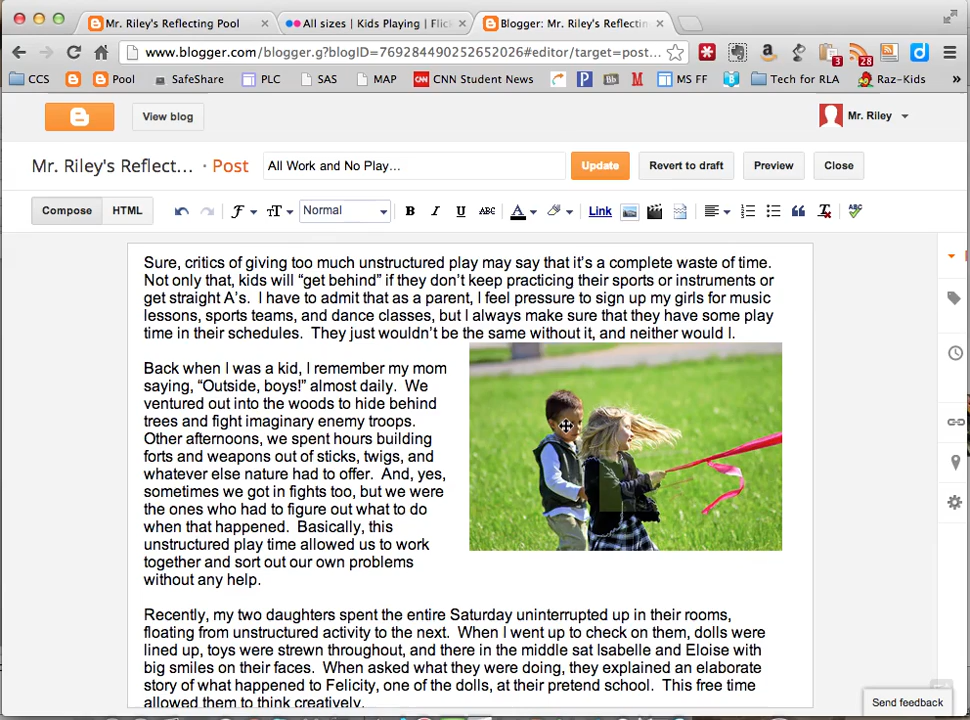 Mr. Riley's Reflecting Pool
All sizes | Kids Playing | Flick
Blogger: Mr. Riley's Reflectin
www.blogger.com/blogger.g?blogID=769284490252652026#editor/target=post...
3
28
CCS
Pool
SafeShare
PLC
SAS
MAP
CNN
CNN Student News
P
Bb
M
MS FF
Tech for RLA
Raz-Kids
»
View blog
Mr. Riley
Mr. Riley's Reflect... · Post
All Work and No Play...
Update
Revert to draft
Preview
Close
Compose
HTML
Normal
B
I
U
ABC
A
Link
Sure, critics of giving too much unstructured play may say that it's a complete waste of time.
Not only that, kids will “get behind” if they don't keep practicing their sports or instruments or
get straight A's. I have to admit that as a parent, I feel pressure to sign up my girls for music
lessons, sports teams, and dance classes, but I always make sure that they have some play
time in their schedules. They just wouldn't be the same without it, and neither would I.
Back when I was a kid, I remember my mom
saying, “Outside, boys!” almost daily. We
ventured out into the woods to hide behind
trees and fight imaginary enemy troops.
Other afternoons, we spent hours building
forts and weapons out of sticks, twigs, and
whatever else nature had to offer. And, yes,
sometimes we got in fights too, but we were
the ones who had to figure out what to do
when that happened. Basically, this
unstructured play time allowed us to work
together and sort out our own problems
without any help.
Recently, my two daughters spent the entire Saturday uninterrupted up in their rooms,
floating from unstructured activity to the next. When I went up to check on them, dolls were
lined up, toys were strewn throughout, and there in the middle sat Isabelle and Eloise with
big smiles on their faces. When asked what they were doing, they explained an elaborate
story of what happened to Felicity, one of the dolls, at their pretend school. This free time
allowed them to think creatively.
Send feedback